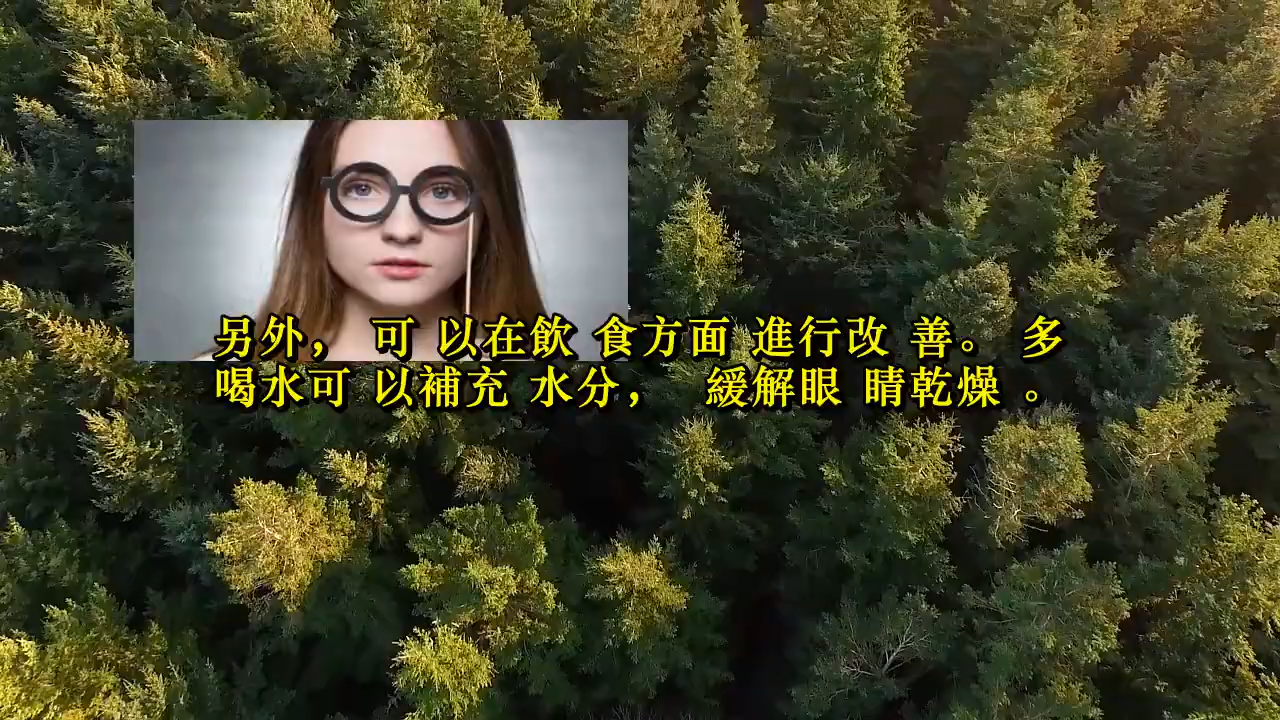 另外， 可 以在飲 食方面 進行改 善。 多
喝水可 以補充 水分， 緩解眼 睛乾燥 。